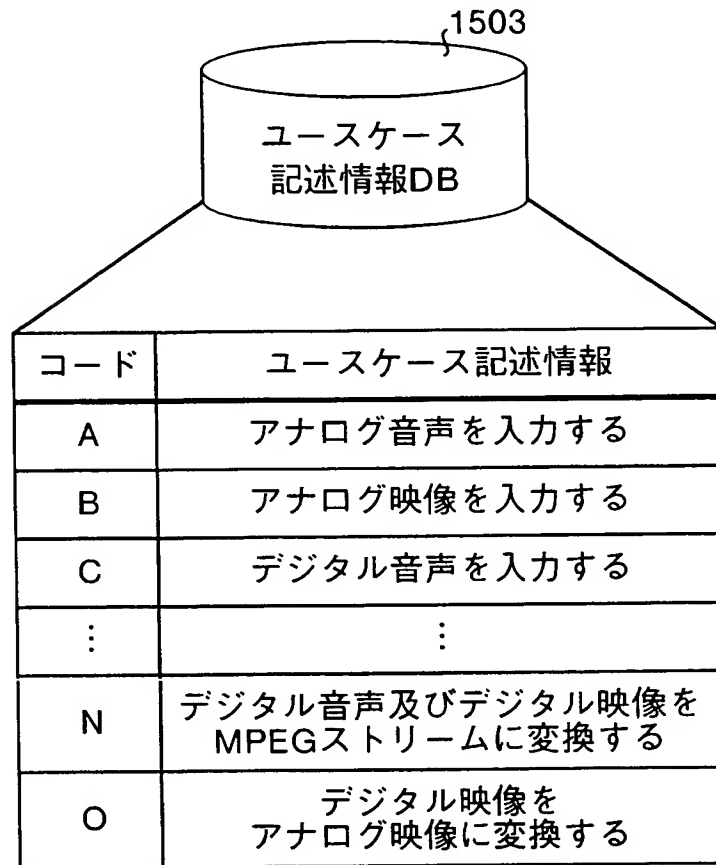 1503
ユースケース
記述情報DB
コード ユースケース記述情報
A アナログ音声を入力する
B アナログ映像を入力する
C デジタル音声を入力する
⋮ ⋮
N デジタル音声及びデジタル映像を
MPEGストリームに変換する
O デジタル映像を
アナログ映像に変換する